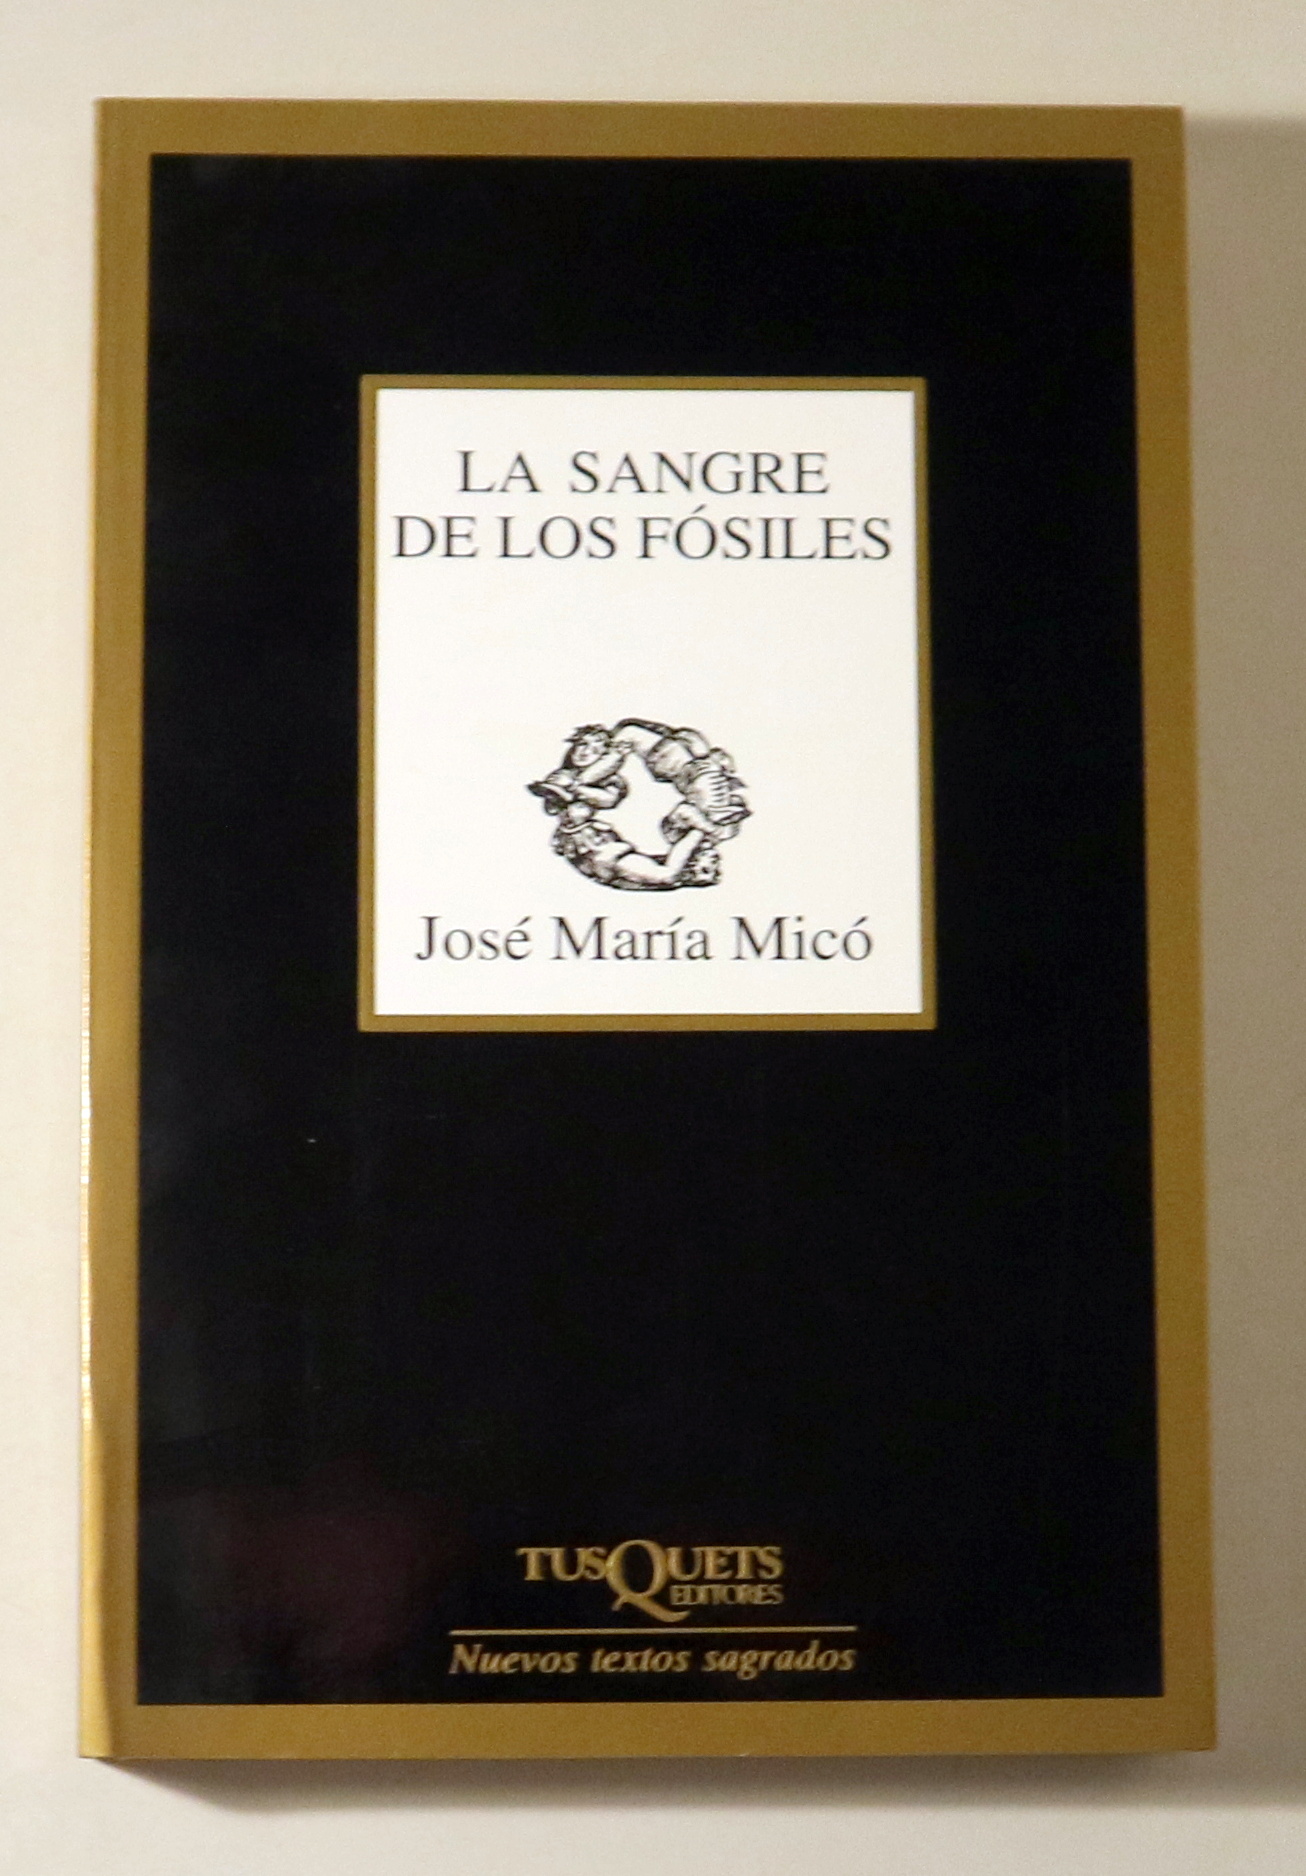 LA SANGRE
DE LOS FÓSILES
José María Micó
TUSQUETS
EDITORES
Nuevos textos sagrados